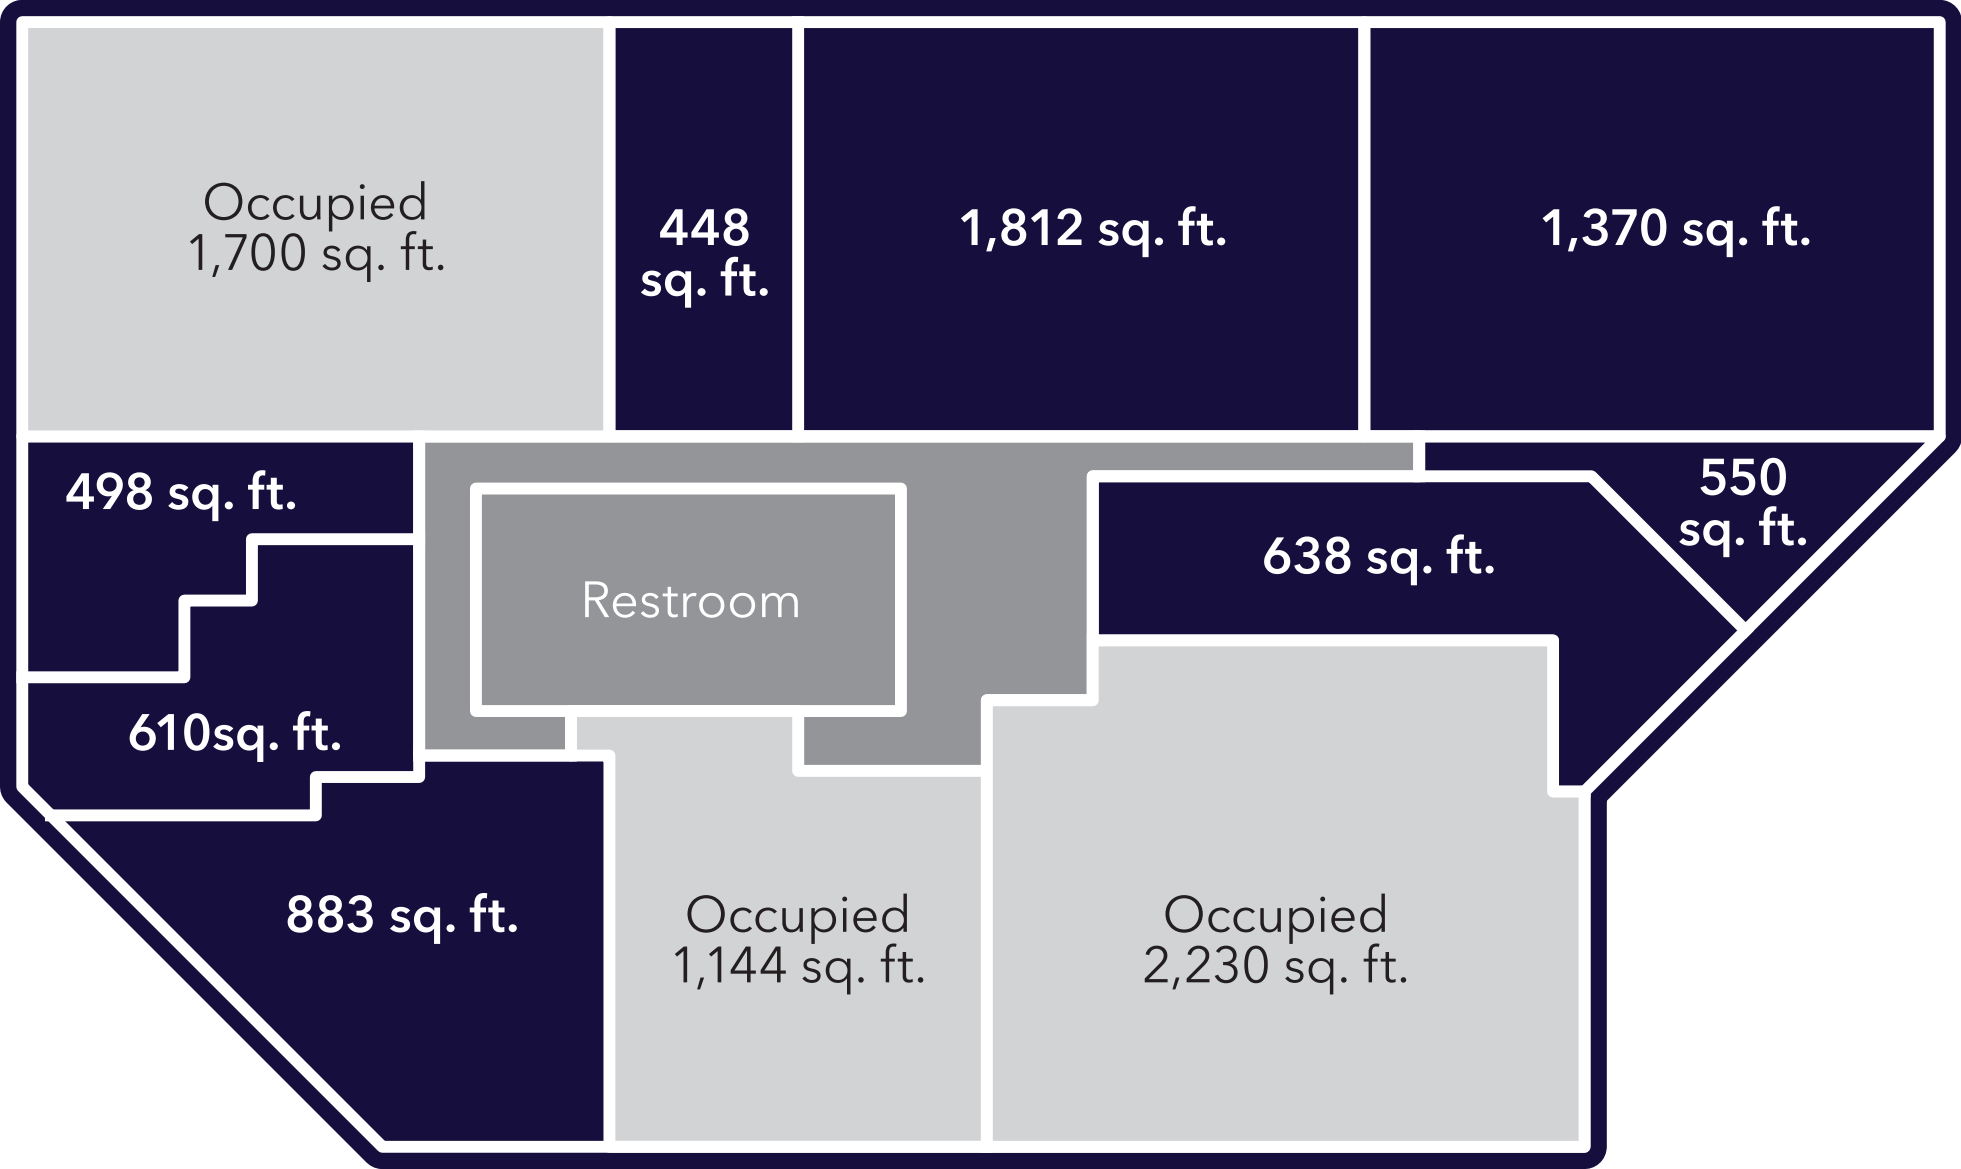 Occupied
1,700 sq. ft.
448
sq. ft.
1,812 sq. ft.
1,370 sq. ft.
498 sq. ft.
550
sq. ft.
638 sq. ft.
Restroom
610sq. ft.
883 sq. ft.
Occupied
1,144 sq. ft.
Occupied
2,230 sq. ft.